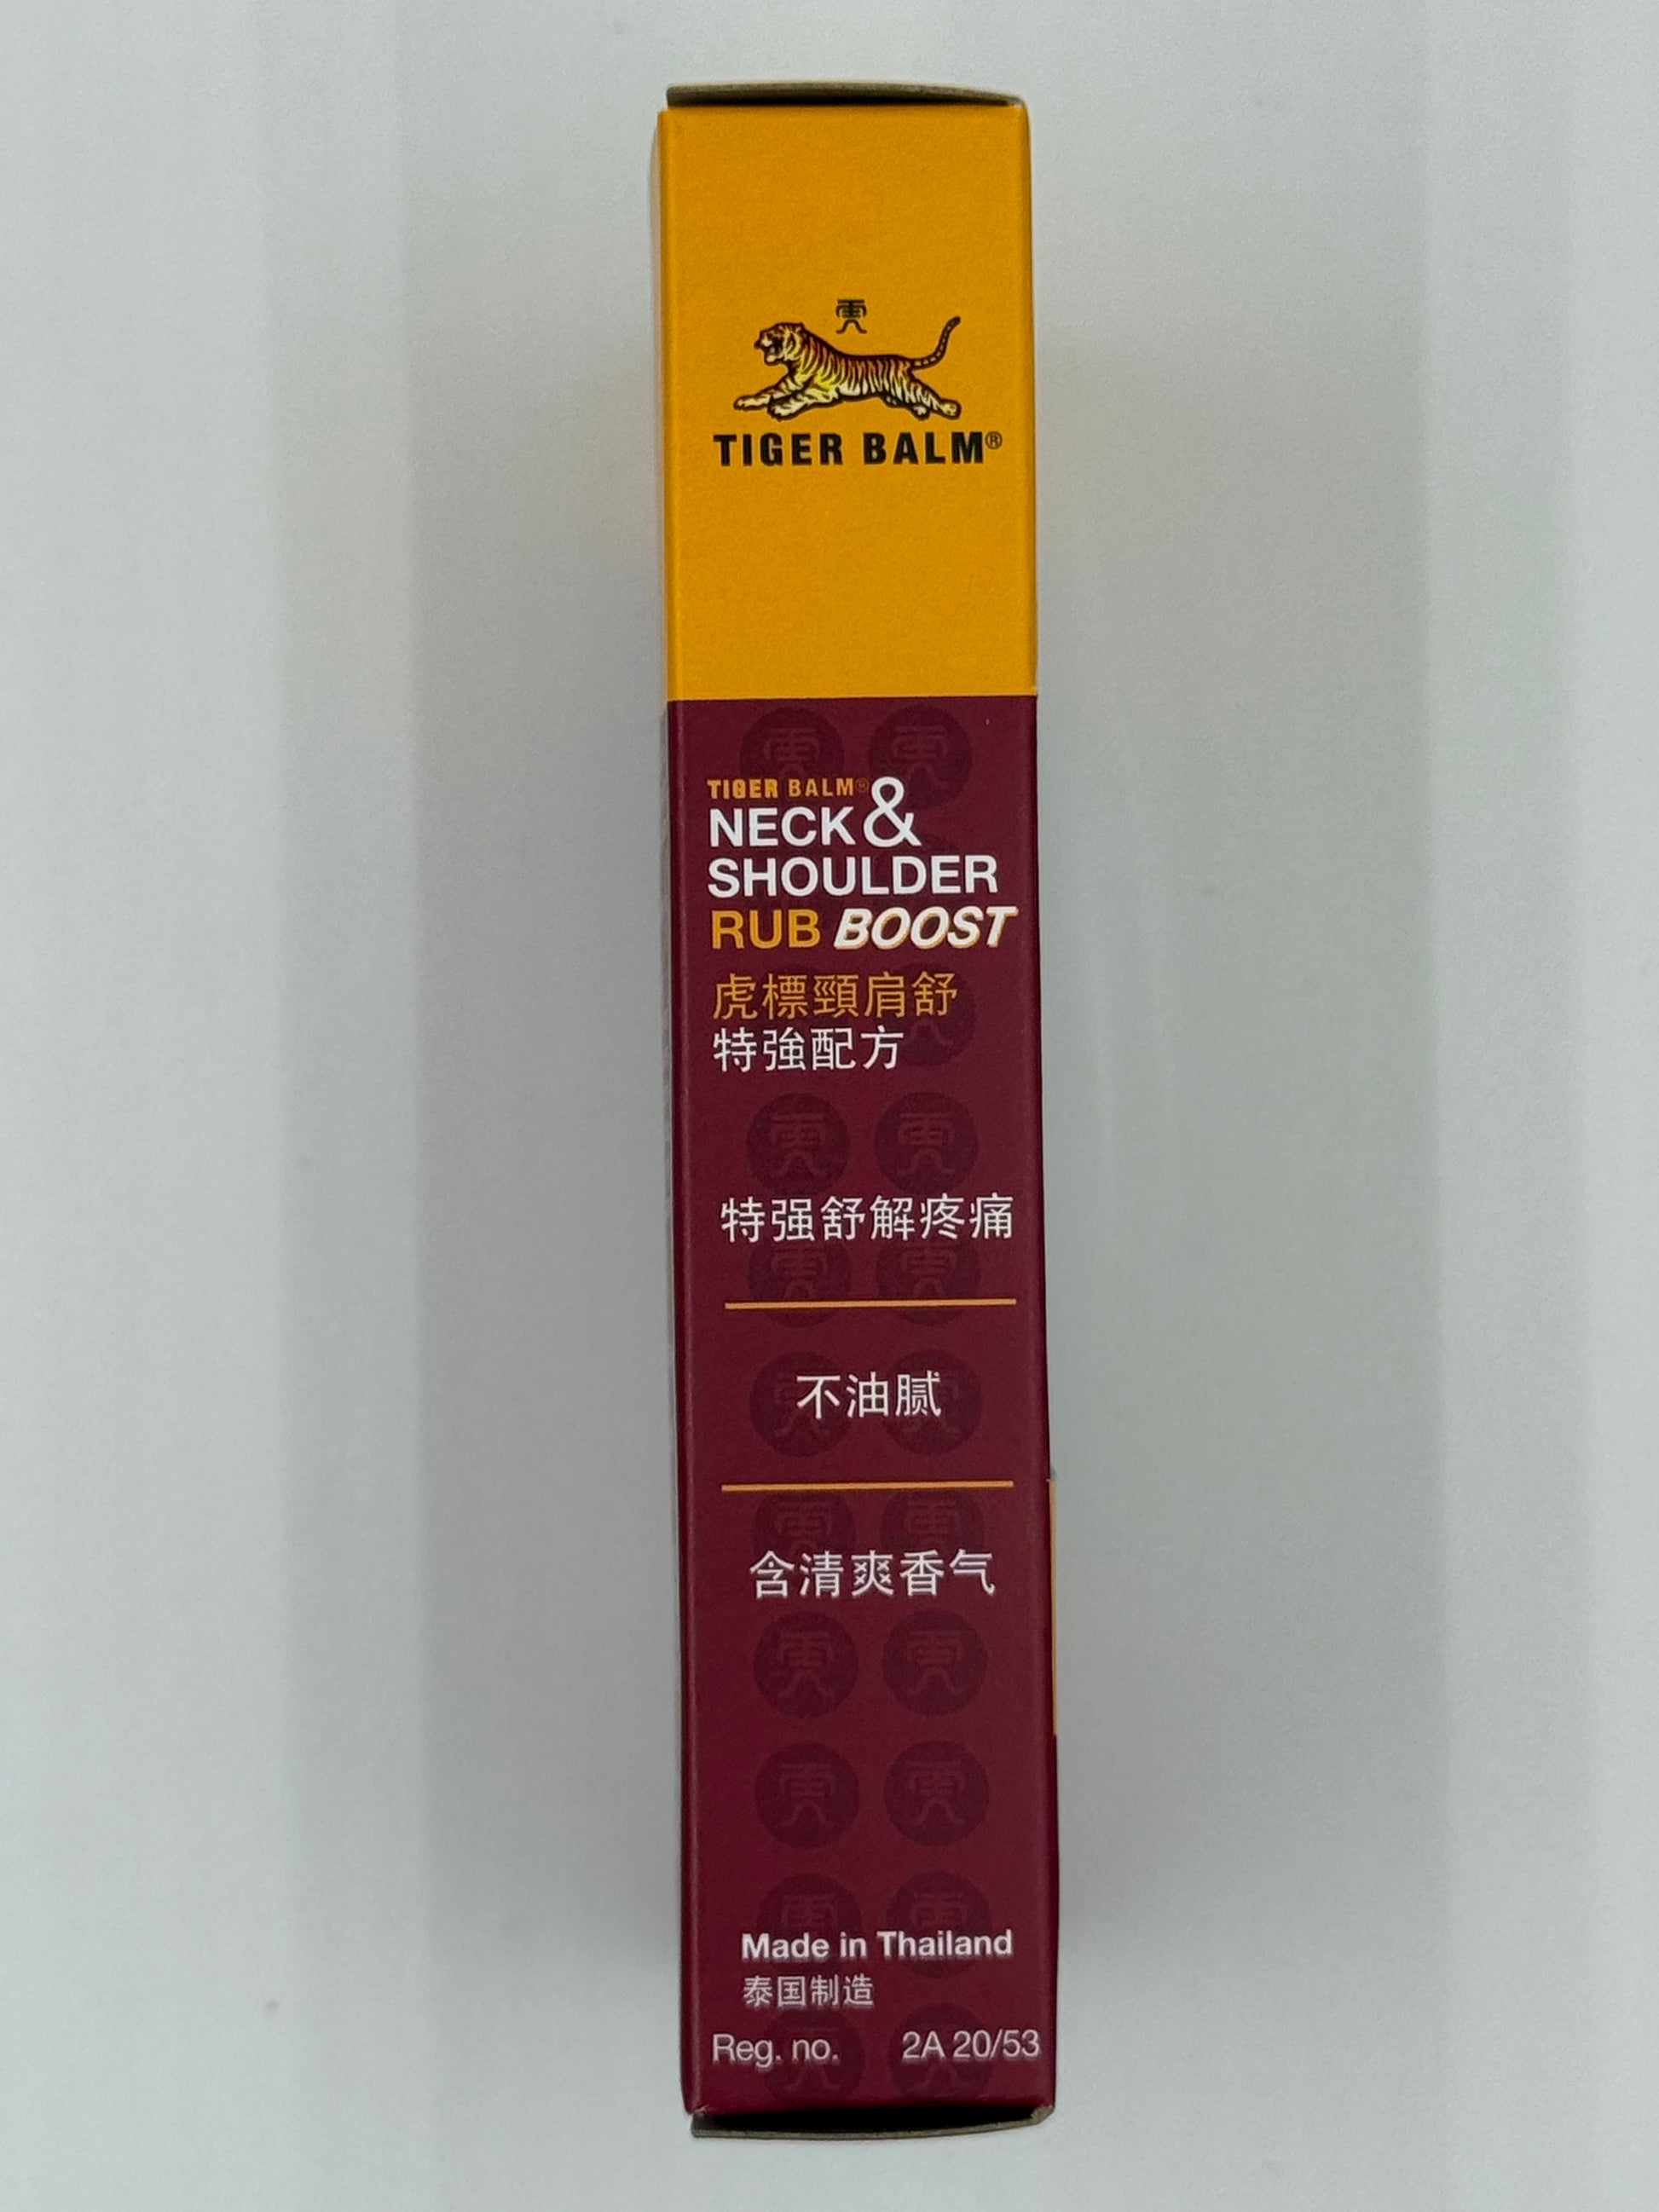 TIGER BALM®
TIGER BALM®
NECK &
SHOULDER
RUB BOOST
虎標頸肩舒
特強配方
特强舒解疼痛
不油腻
含清爽香气
Made in Thailand
泰国制造
Reg. no. 2A 20/53